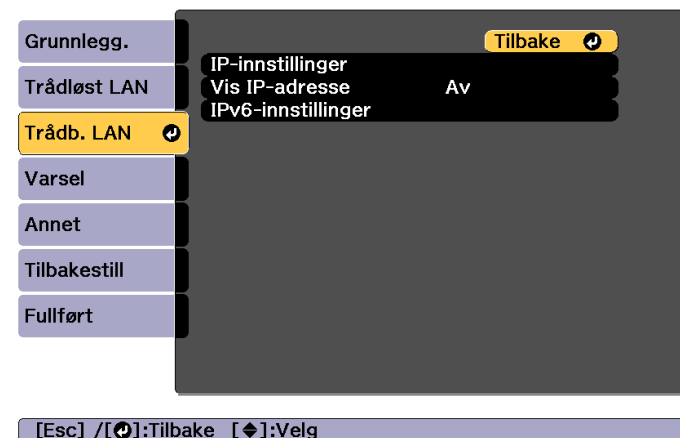 Grunnlegg.
Trådløst LAN
Trådb. LAN
Varsel
Annet
Tilbakestill
Fullført
Tilbake
IP-innstillinger
Vis IP-adresse Av
IPv6-innstillinger
[Esc] /[⏎]:Tilbake [◆]:Velg